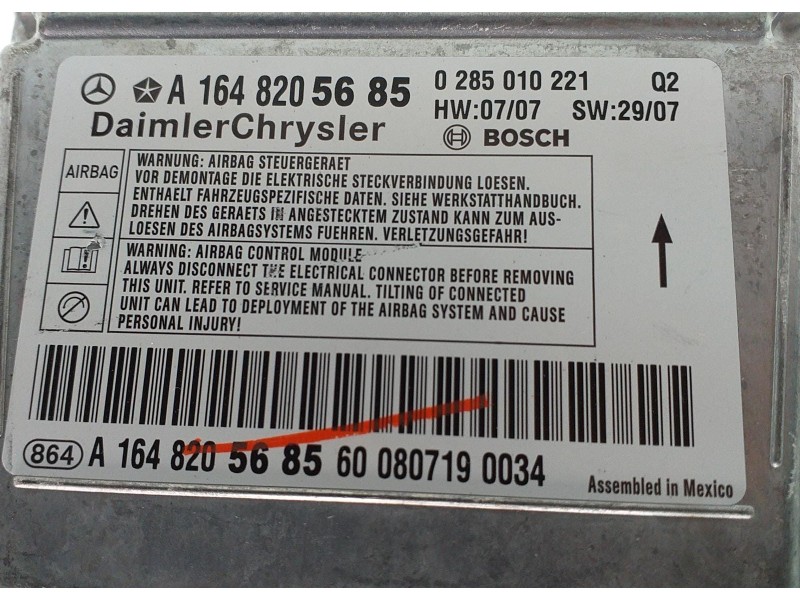 A 164 820 56 85 0 285 010 221 Q2
HW:07/07 SW:29/07
DaimlerChrysler BOSCH
AIRBAG
WARNUNG: AIRBAG STEUERGERAET
VOR DEMONTAGE DIE ELEKTRISCHE STECKVERBINDUNG LOESEN.
ENTHAELT FAHRZEUGSPEZIFISCHE DATEN. SIEHE WERKSTATTHANDBUCH.
DREHEN DES GERAETS IM ANGESTECKTEM ZUSTAND KANN ZUM AUS-
LOESEN DES AIRBAGSYSTEMS FUEHREN. VERLETZUNGSGEFAHR!
WARNING: AIRBAG CONTROL MODULE
ALWAYS DISCONNECT THE ELECTRICAL CONNECTOR BEFORE REMOVING
THIS UNIT. REFER TO SERVICE MANUAL. TILTING OF CONNECTED
UNIT CAN LEAD TO DEPLOYMENT OF THE AIRBAG SYSTEM AND CAUSE
PERSONAL INJURY!
864 A 164 820 56 85 60 080719 0034
Assembled in Mexico